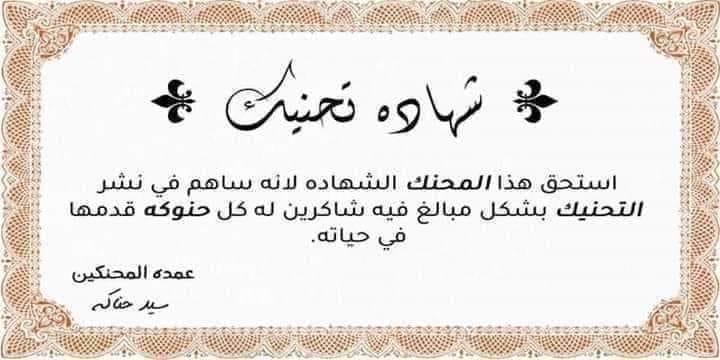 شهاده تحنيك
استحق هذا المحنك الشهاده لانه ساهم في نشر
التحنيك بشكل مبالغ فيه شاكرين له كل حنوكه قدمها
في حياته.
عمده المحنكين
سيد حناكه